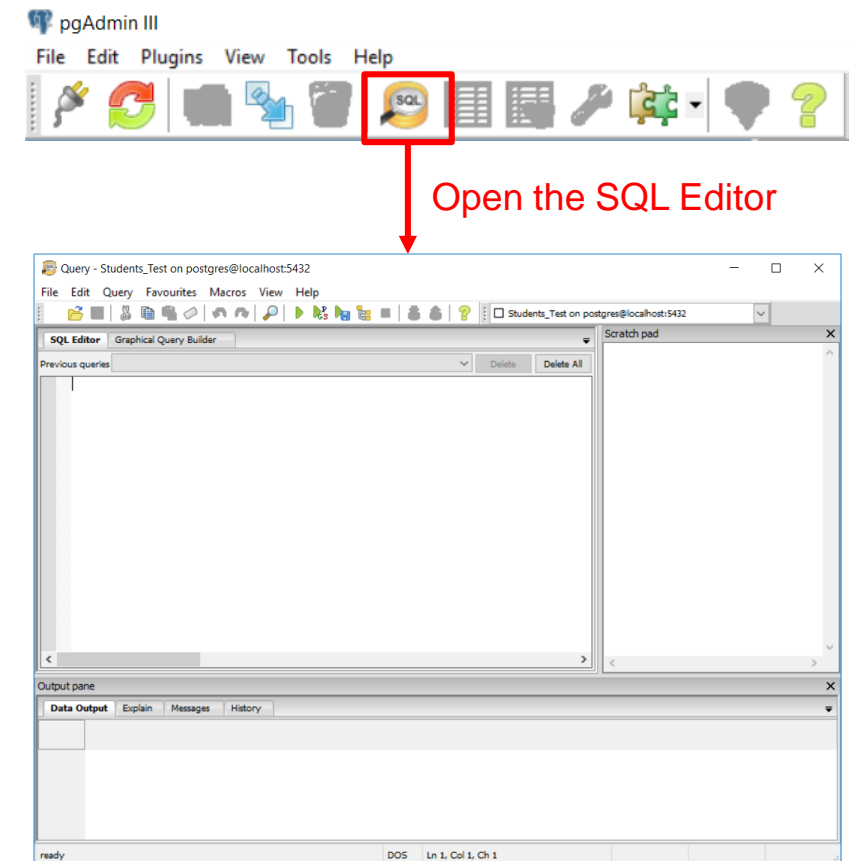 pgAdmin III
File Edit Plugins View Tools Help
SQL
Open the SQL Editor
Query - Students_Test on postgres@localhost:5432
File Edit Query Favourites Macros View Help
Students_Test on postgres@localhost:5432
SQL Editor Graphical Query Builder
Scratch pad
Previous queries Delete Delete All
Output pane
Data Output Explain Messages History
ready DOS Ln 1, Col 1, Ch 1